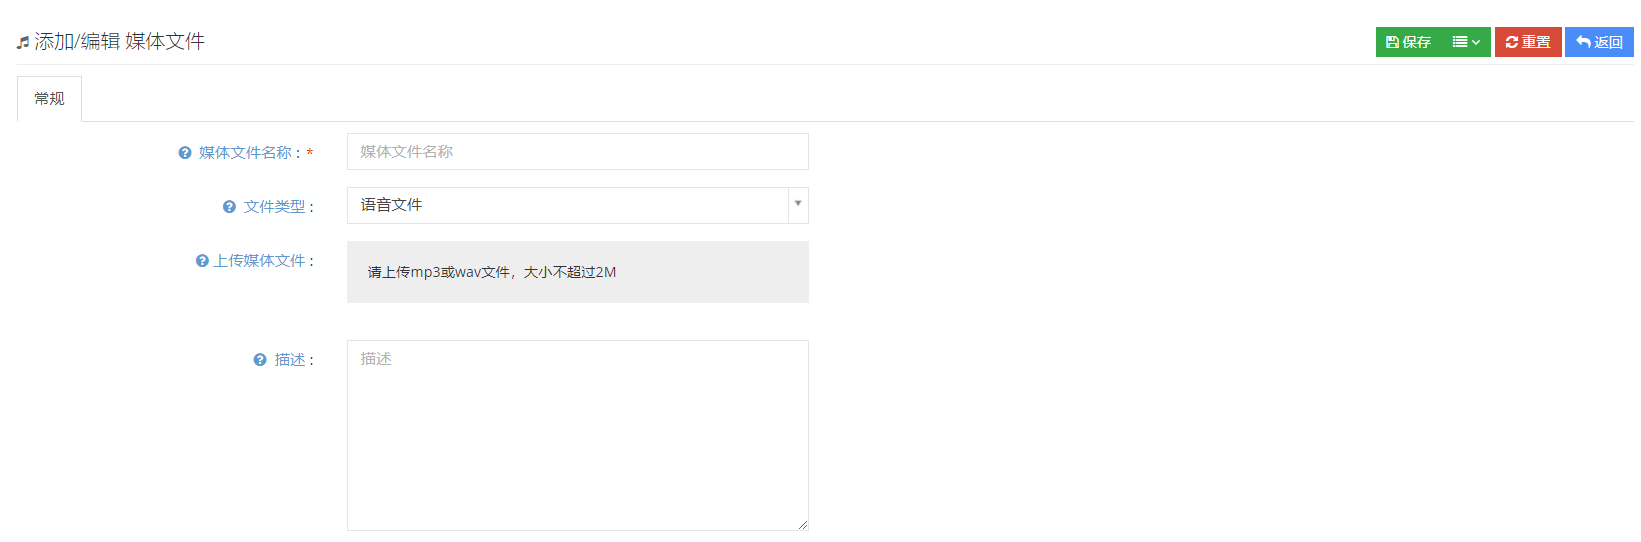 添加/编辑 媒体文件
保存
重置
返回
常规
媒体文件名称 : *
媒体文件名称
文件类型 :
语音文件
上传媒体文件 :
请上传mp3或wav文件，大小不超过2M
描述 :
描述